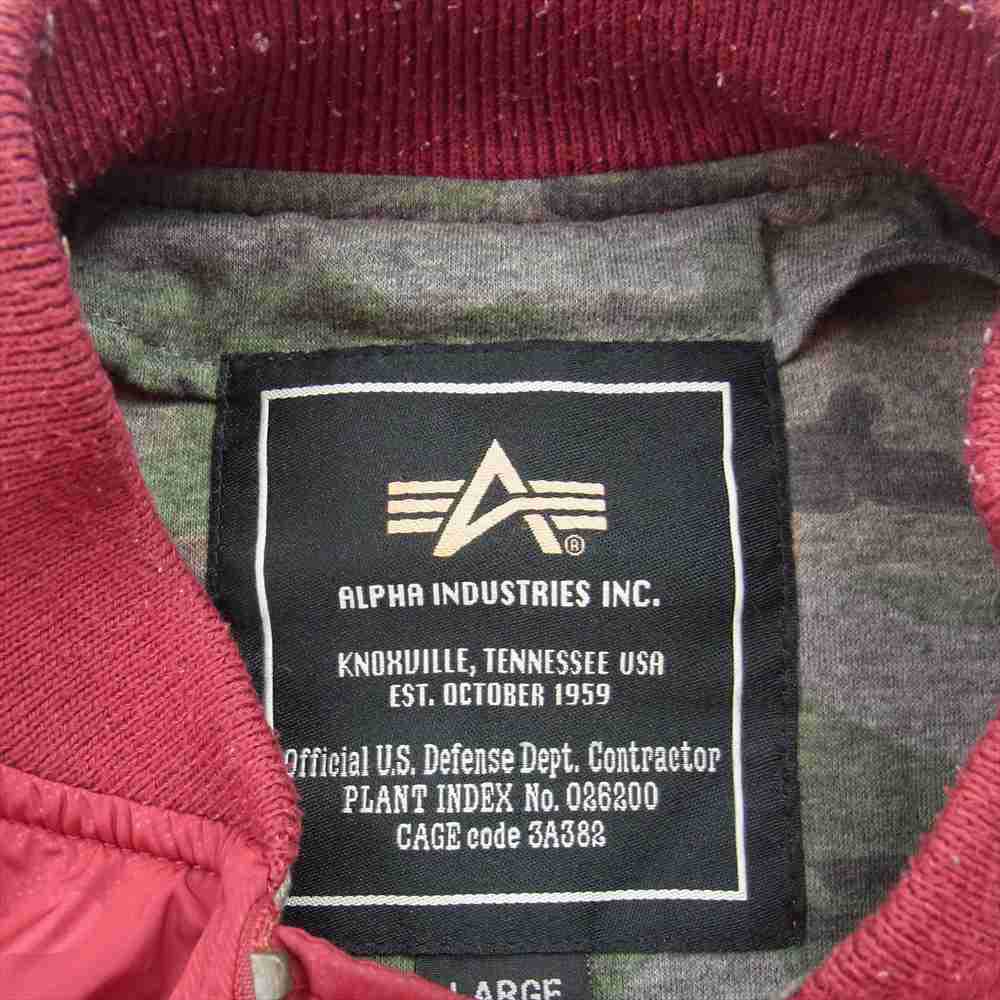 ®
ALPHA INDUSTRIES INC.
KNOXVILLE, TENNESSEE USA
EST. OCTOBER 1959
Official U.S. Defense Dept. Contractor
PLANT INDEX No. 026200
CAGE code 3A382
LARGE